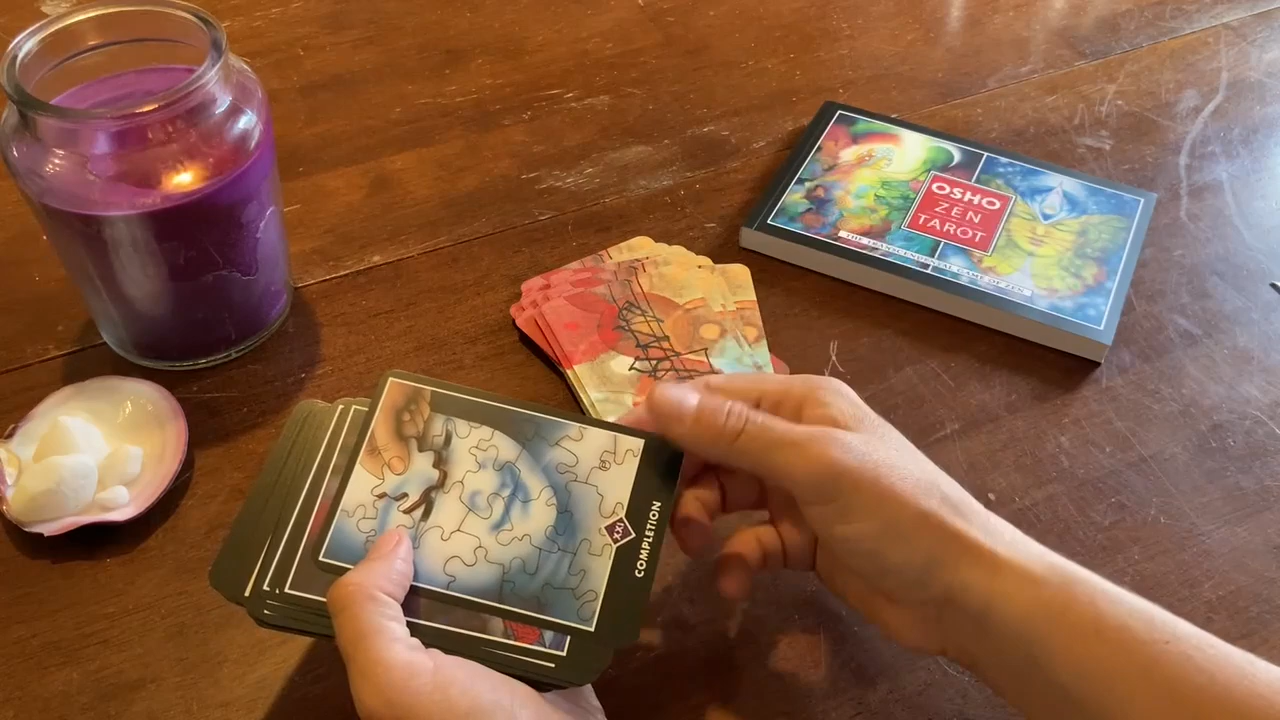 OSHO
ZEN
TAROT
THE TRANSCENDENTAL GAME OF ZEN
XXI
COMPLETION